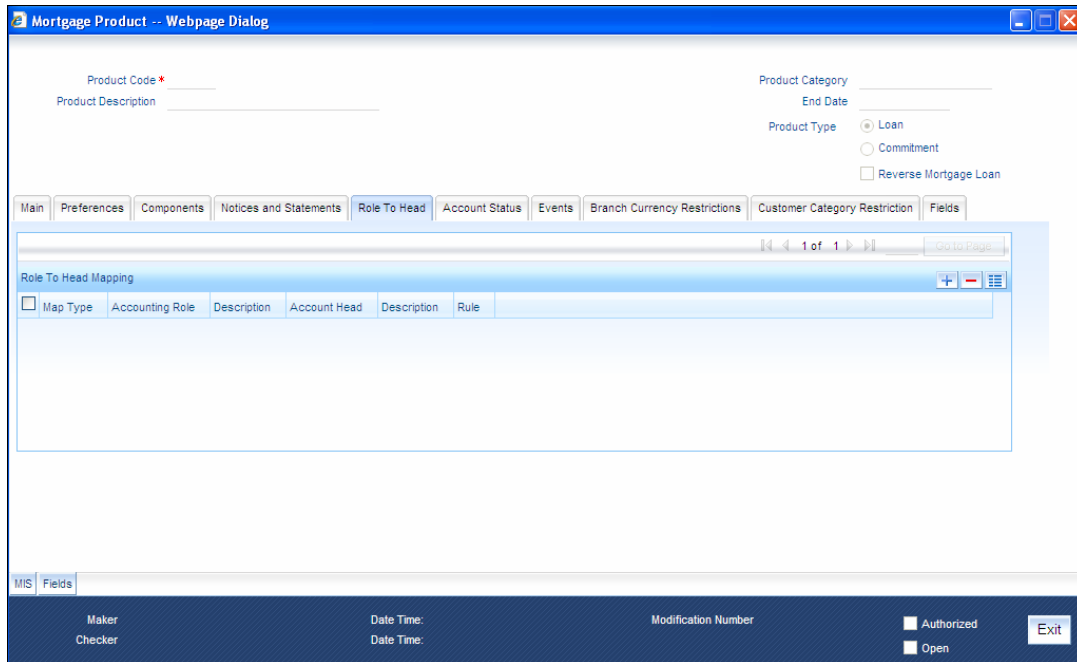 Mortgage Product -- Webpage Dialog
Product Code *
Product Category
Product Description
End Date
Product Type
Loan
Commitment
Reverse Mortgage Loan
Main Preferences Components Notices and Statements Role To Head Account Status Events Branch Currency Restrictions Customer Category Restriction Fields
1 of 1 Go to Page
Role To Head Mapping
Map Type Accounting Role Description Account Head Description Rule
MIS Fields
Maker Date Time: Modification Number Authorized Exit
Checker Date Time: Open